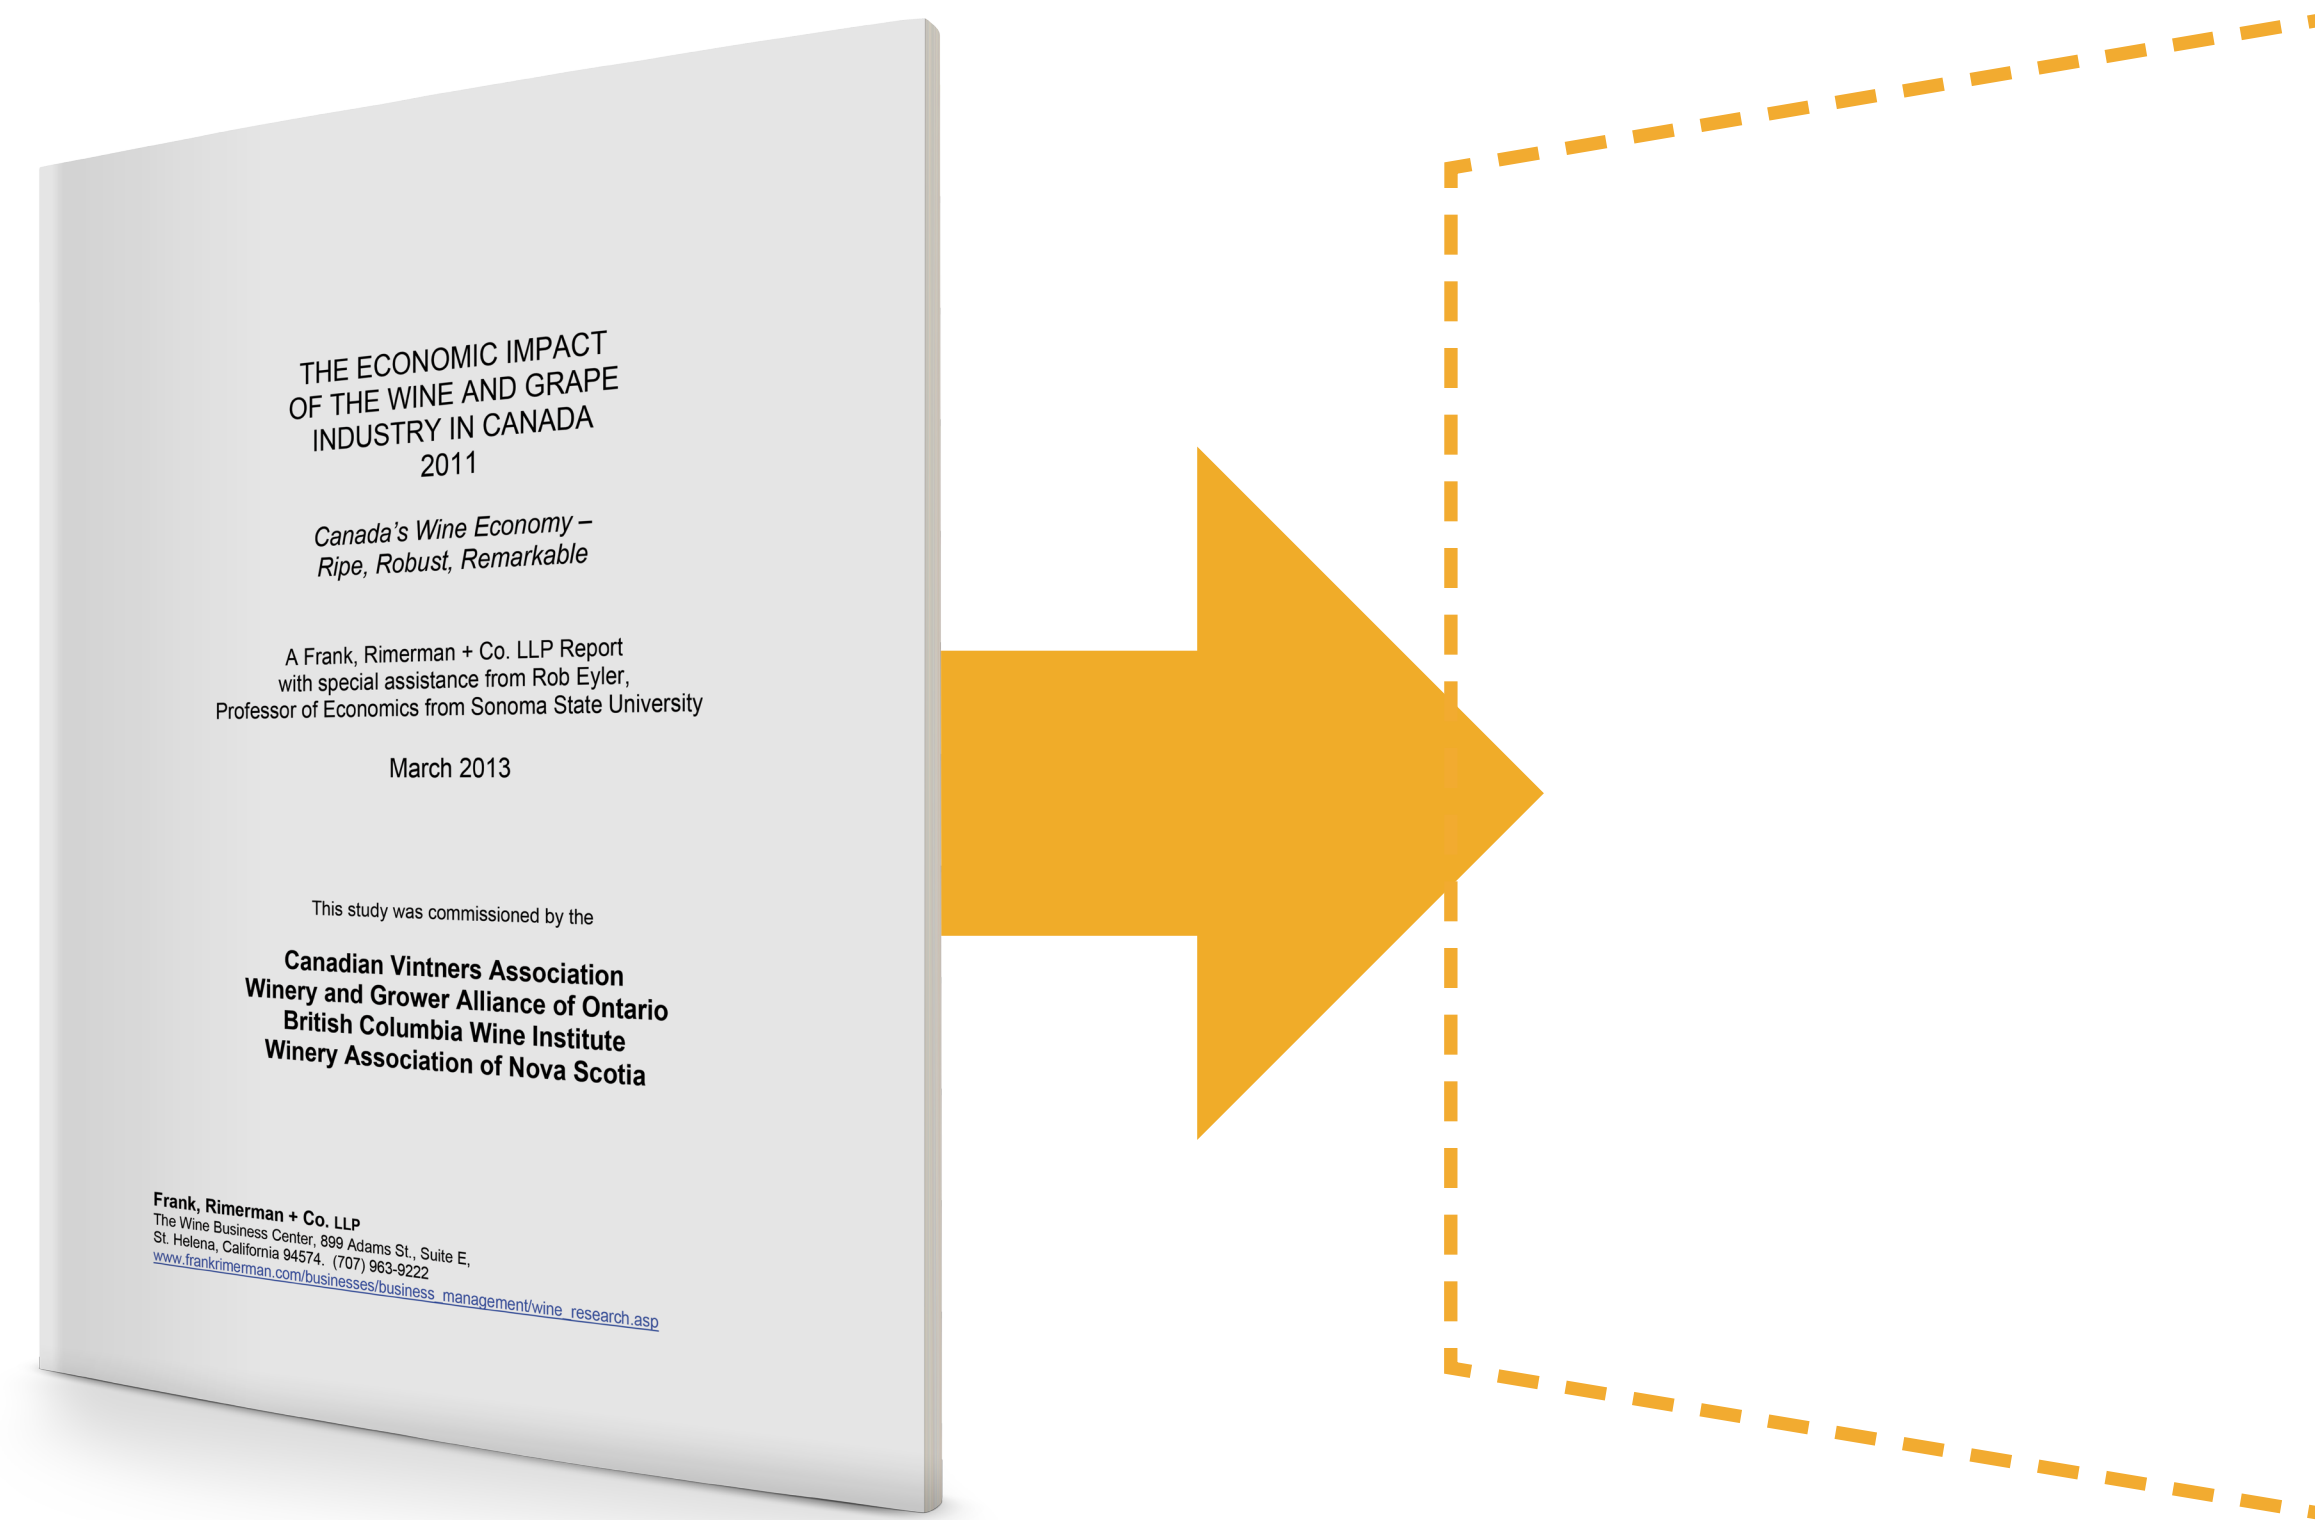 THE ECONOMIC IMPACT
OF THE WINE AND GRAPE
INDUSTRY IN CANADA
2011
Canada's Wine Economy –
Ripe, Robust, Remarkable
A Frank, Rimerman + Co. LLP Report
with special assistance from Rob Eyler,
Professor of Economics from Sonoma State University
March 2013
This study was commissioned by the
Canadian Vintners Association
Winery and Grower Alliance of Ontario
British Columbia Wine Institute
Winery Association of Nova Scotia
Frank, Rimerman + Co. LLP
The Wine Business Center, 899 Adams St., Suite E,
St. Helena, California 94574. (707) 963-9222
www.frankrimerman.com/businesses/business_management/wine_research.asp